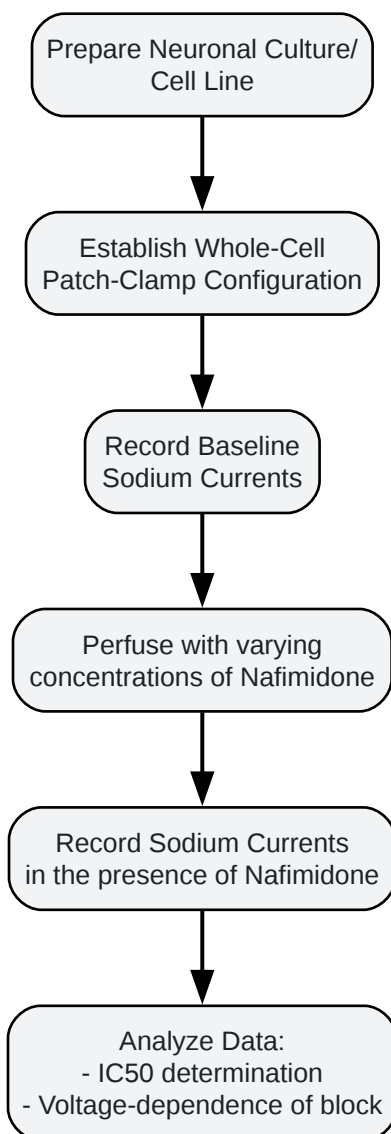 Prepare Neuronal Culture/
Cell Line
Establish Whole-Cell
Patch-Clamp Configuration
Record Baseline
Sodium Currents
Perfuse with varying
concentrations of Nafimidone
Record Sodium Currents
in the presence of Nafimidone
Analyze Data:
- IC50 determination
- Voltage-dependence of block